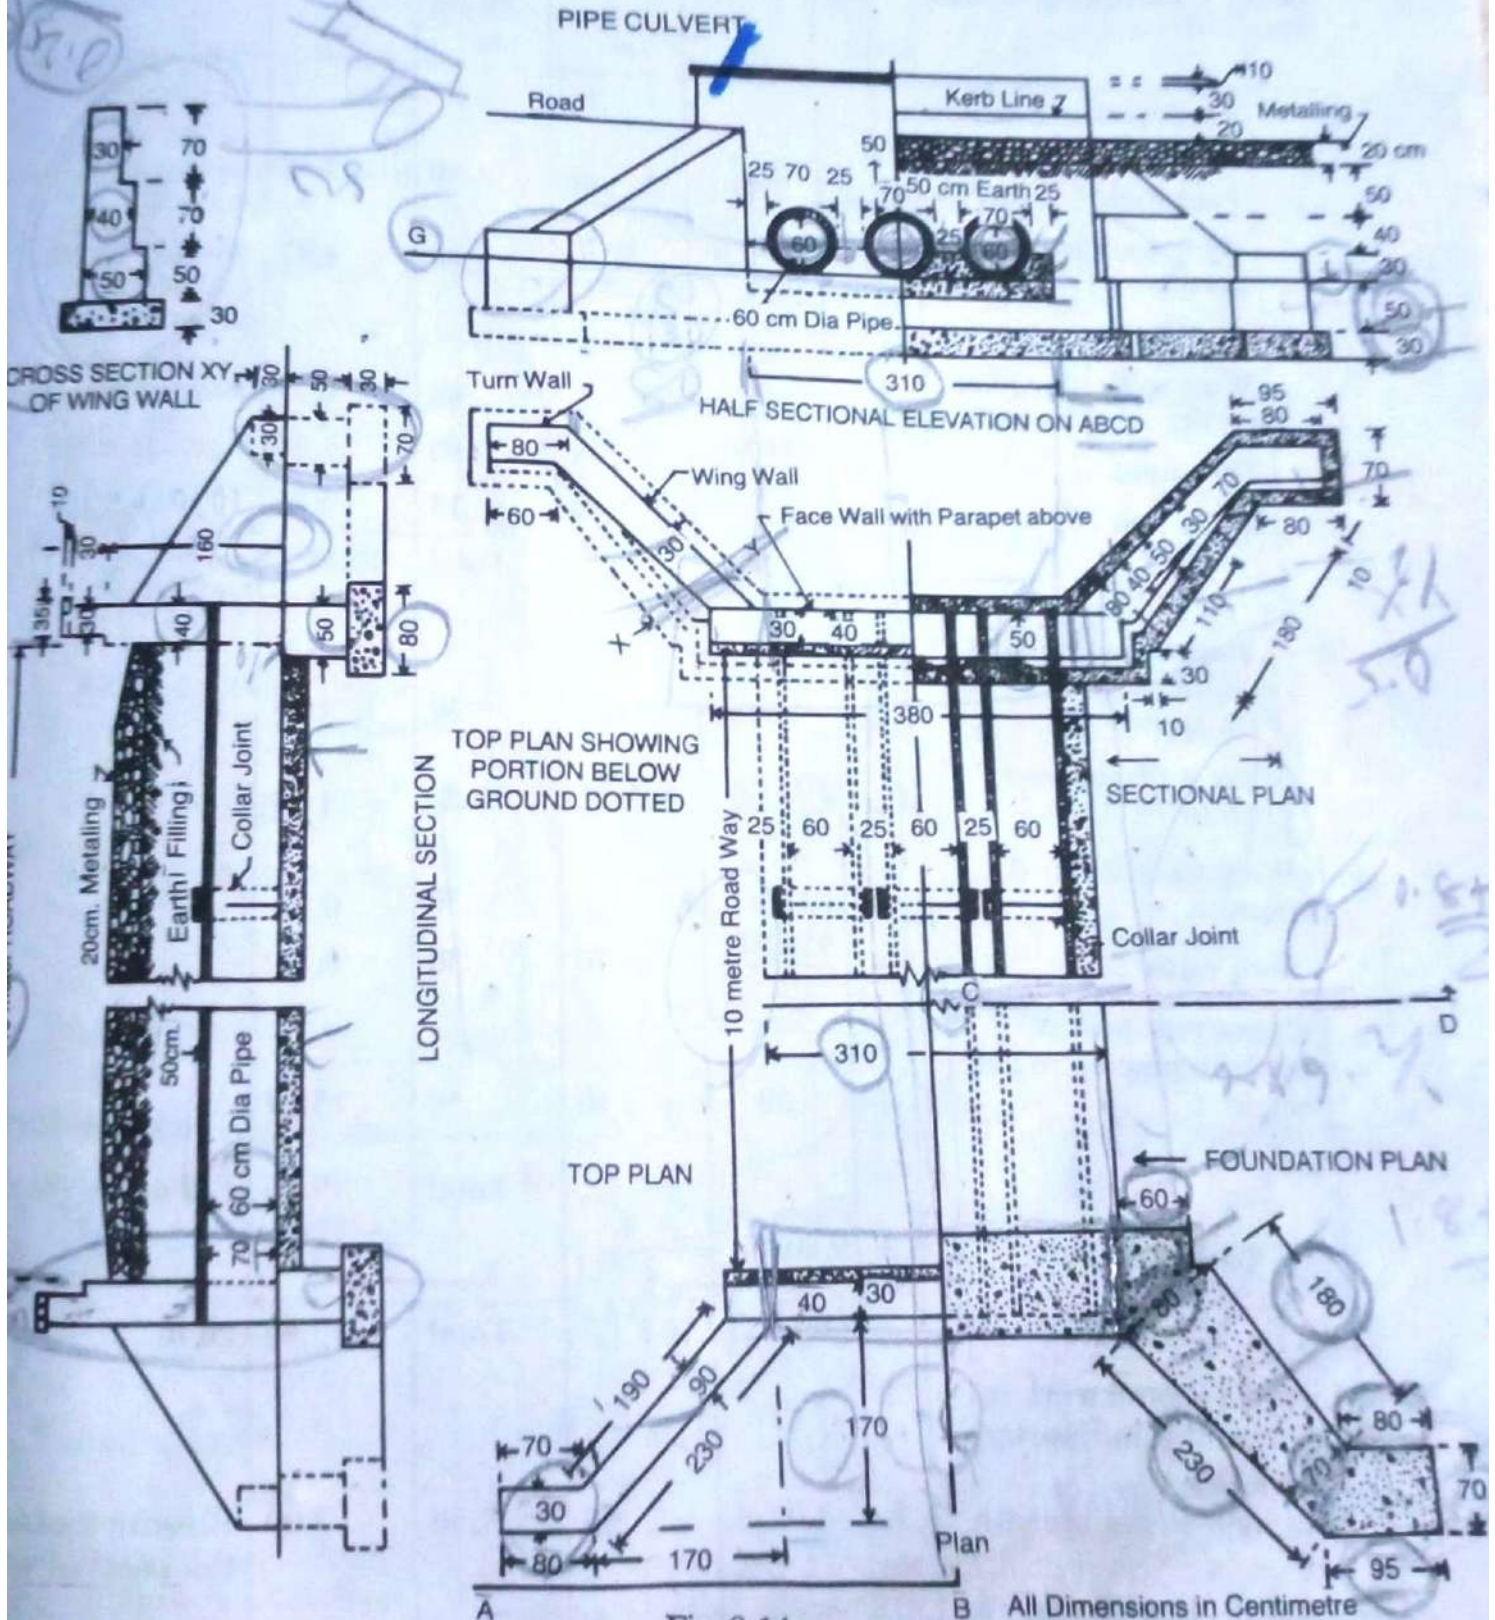 PIPE CULVERT
Road
Kerb Line
10
30
20
Metalling
20 cm
50
25 70 25
70
50 cm Earth
25
70
60
25
60
G
50
40
30
50
30
60 cm Dia Pipe
310
HALF SECTIONAL ELEVATION ON ABCD
30
70
40
70
50
50
30
CROSS SECTION XY
OF WING WALL
30
50
30
30
70
10
30
160
35
30
40
50
80
20cm. Metaling
Earth Filling
Collar Joint
LONGITUDINAL SECTION
50cm.
60 cm Dia Pipe
70
Turn Wall
80
60
Wing Wall
30
Face Wall with Parapet above
X
Y
30
40
50
95
80
70
80
70
30
50
40
80
110
10
180
30
10
380
TOP PLAN SHOWING
PORTION BELOW
GROUND DOTTED
SECTIONAL PLAN
10 metre Road Way
25
60
25
60
25
60
Collar Joint
C
D
310
TOP PLAN
FOUNDATION PLAN
60
40
30
190
90
230
170
70
30
80
170
80
180
230
70
80
70
95
Plan
A
B
All Dimensions in Centimetre